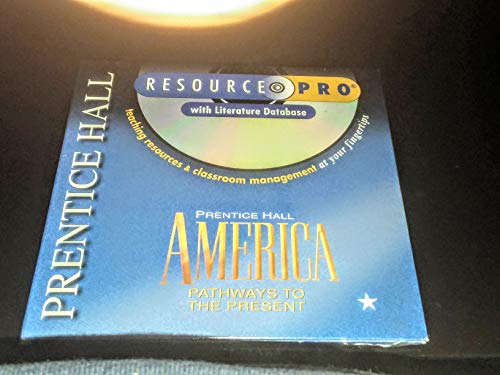 PRENTICE HALL
RESOURCE PRO®
with Literature Database
teaching resources & classroom management at your fingertips
PRENTICE HALL
AMERICA
PATHWAYS TO
THE PRESENT